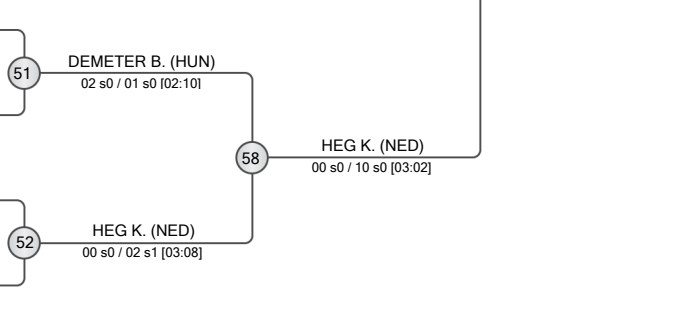 DEMETER B. (HUN)
51
02 s0 / 01 s0 [02:10]
HEG K. (NED)
58
00 s0 / 10 s0 [03:02]
HEG K. (NED)
52
00 s0 / 02 s1 [03:08]